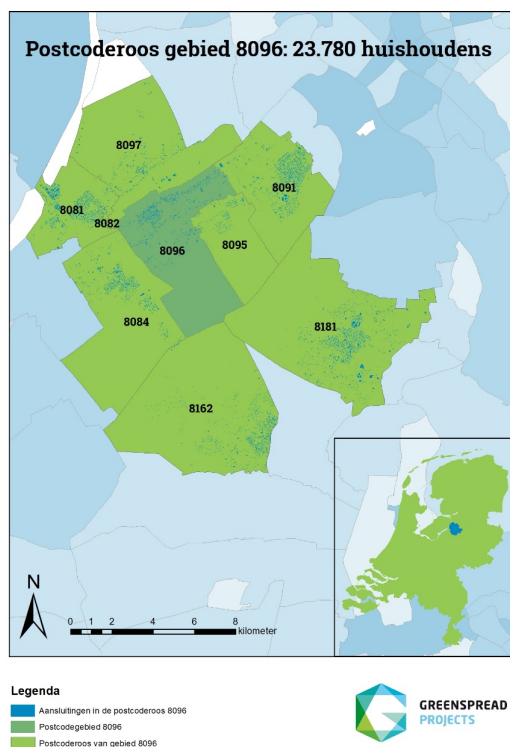 Postcoderoos gebied 8096: 23.780 huishoudens
8097
8091
8081
8082
8096
8095
8084
8181
8162
N
0 2 4 6 8
kilometer
Legenda
Aansluitingen in de postcoderoos 8096
Postcodegebied 8096
Postcoderoos van gebied 8096
GREENSPREAD
PROJECTS